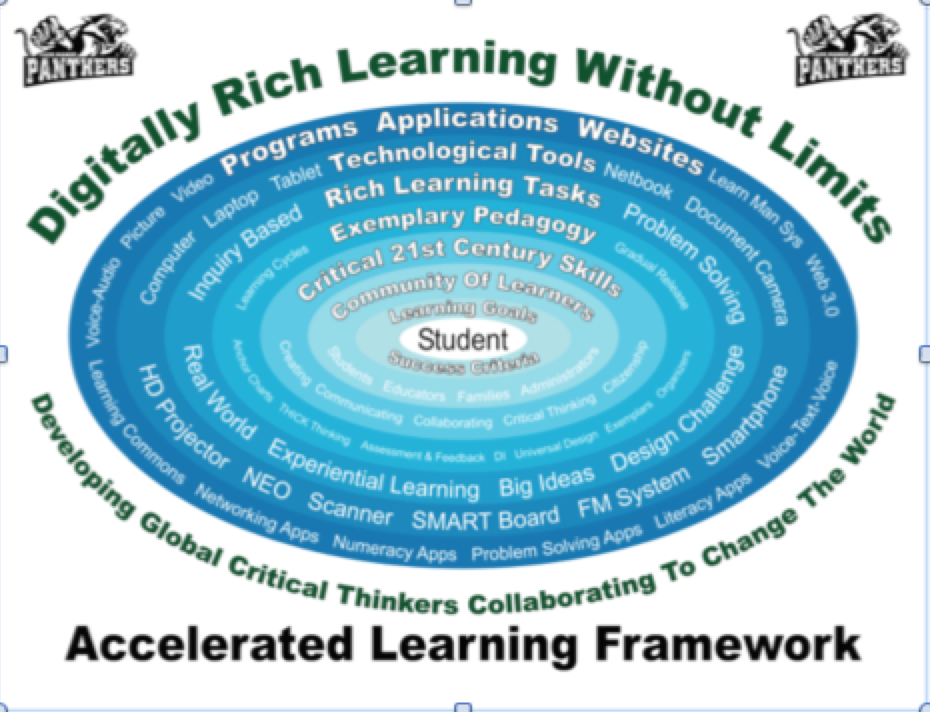 PANTHERS
PANTHERS
Digitally Rich Learning Without Limits
Programs Applications Websites
Learn Man Sys Web 3.0
Voice-Audio Picture Video
Learning Commons Networking Apps Numeracy Apps Problem Solving Apps Literacy Apps Voice-Text-Voice
Technological Tools
Computer Laptop Tablet
Netbook Document Camera
HD Projector NEO Scanner SMART Board FM System Smartphone
Rich Learning Tasks
Inquiry Based
Problem Solving
Real World Experiential Learning Big Ideas Design Challenge
Exemplary Pedagogy
Learning Cycles
Gradual Release
Anchor Charts THICK Thinking Assessment & Feedback DI Universal Design Exemplars Organizers
Critical 21st Century Skills
Creating Communicating Collaborating Critical Thinking Citizenship
Community Of Learners
Students Educators Families Administrators
Learning Goals
Student
Success Criteria
Developing Global Critical Thinkers Collaborating To Change The World
Accelerated Learning Framework